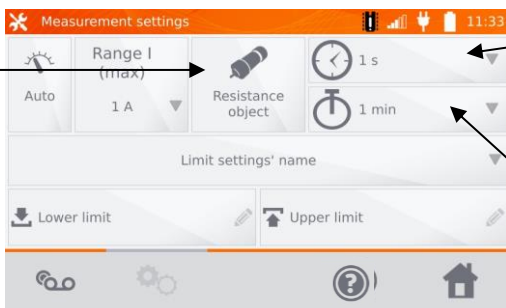 Measurement settings
11:33
Auto
Range I
(max)
1 A
Resistance
object
1 s
1 min
Limit settings' name
Lower limit
Upper limit
?